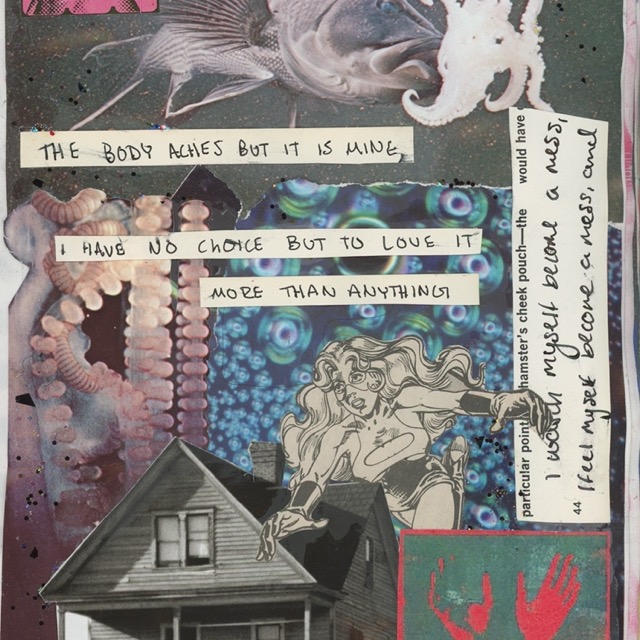 THE BODY ACHES BUT IT IS MINE,
I HAVE NO CHOICE BUT TO LOVE IT
MORE THAN ANYTHING
particular point hamster's cheek pouch—the would have
I watch myself become a mess,
I feel myself become a mess, and
44